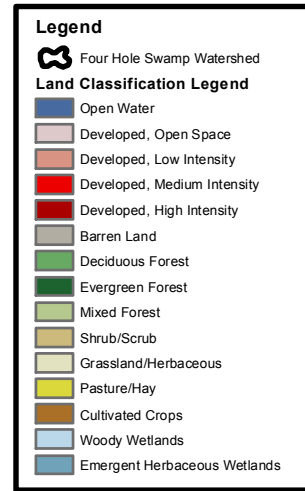 Legend
Four Hole Swamp Watershed
Land Classification Legend
Open Water
Developed, Open Space
Developed, Low Intensity
Developed, Medium Intensity
Developed, High Intensity
Barren Land
Deciduous Forest
Evergreen Forest
Mixed Forest
Shrub/Scrub
Grassland/Herbaceous
Pasture/Hay
Cultivated Crops
Woody Wetlands
Emergent Herbaceous Wetlands